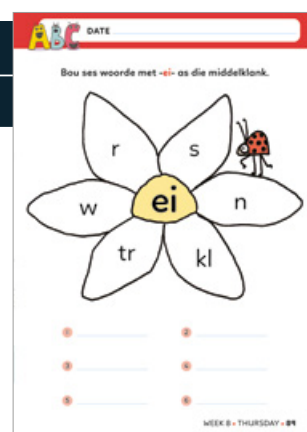 ABC DATE
Bou ses woorde met -ei- as die middelklank.
r s
w ei n
tr kl
1 2
3 4
5 6
WEEK 8 • THURSDAY • 89